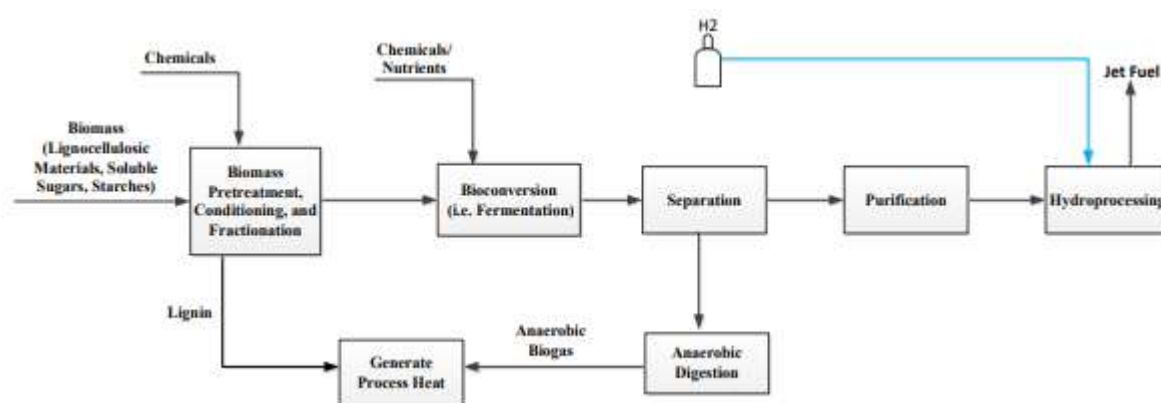 H2
Chemicals
Chemicals/
Nutrients
Jet Fuel
Biomass
(Lignocellulosic
Materials, Soluble
Sugars, Starches)
Biomass
Pretreatment,
Conditioning, and
Fractionation
Bioconversion
(i.e. Fermentation)
Separation
Purification
Hydroprocessing
Lignin
Generate
Process Heat
Anaerobic
Biogas
Anaerobic
Digestion